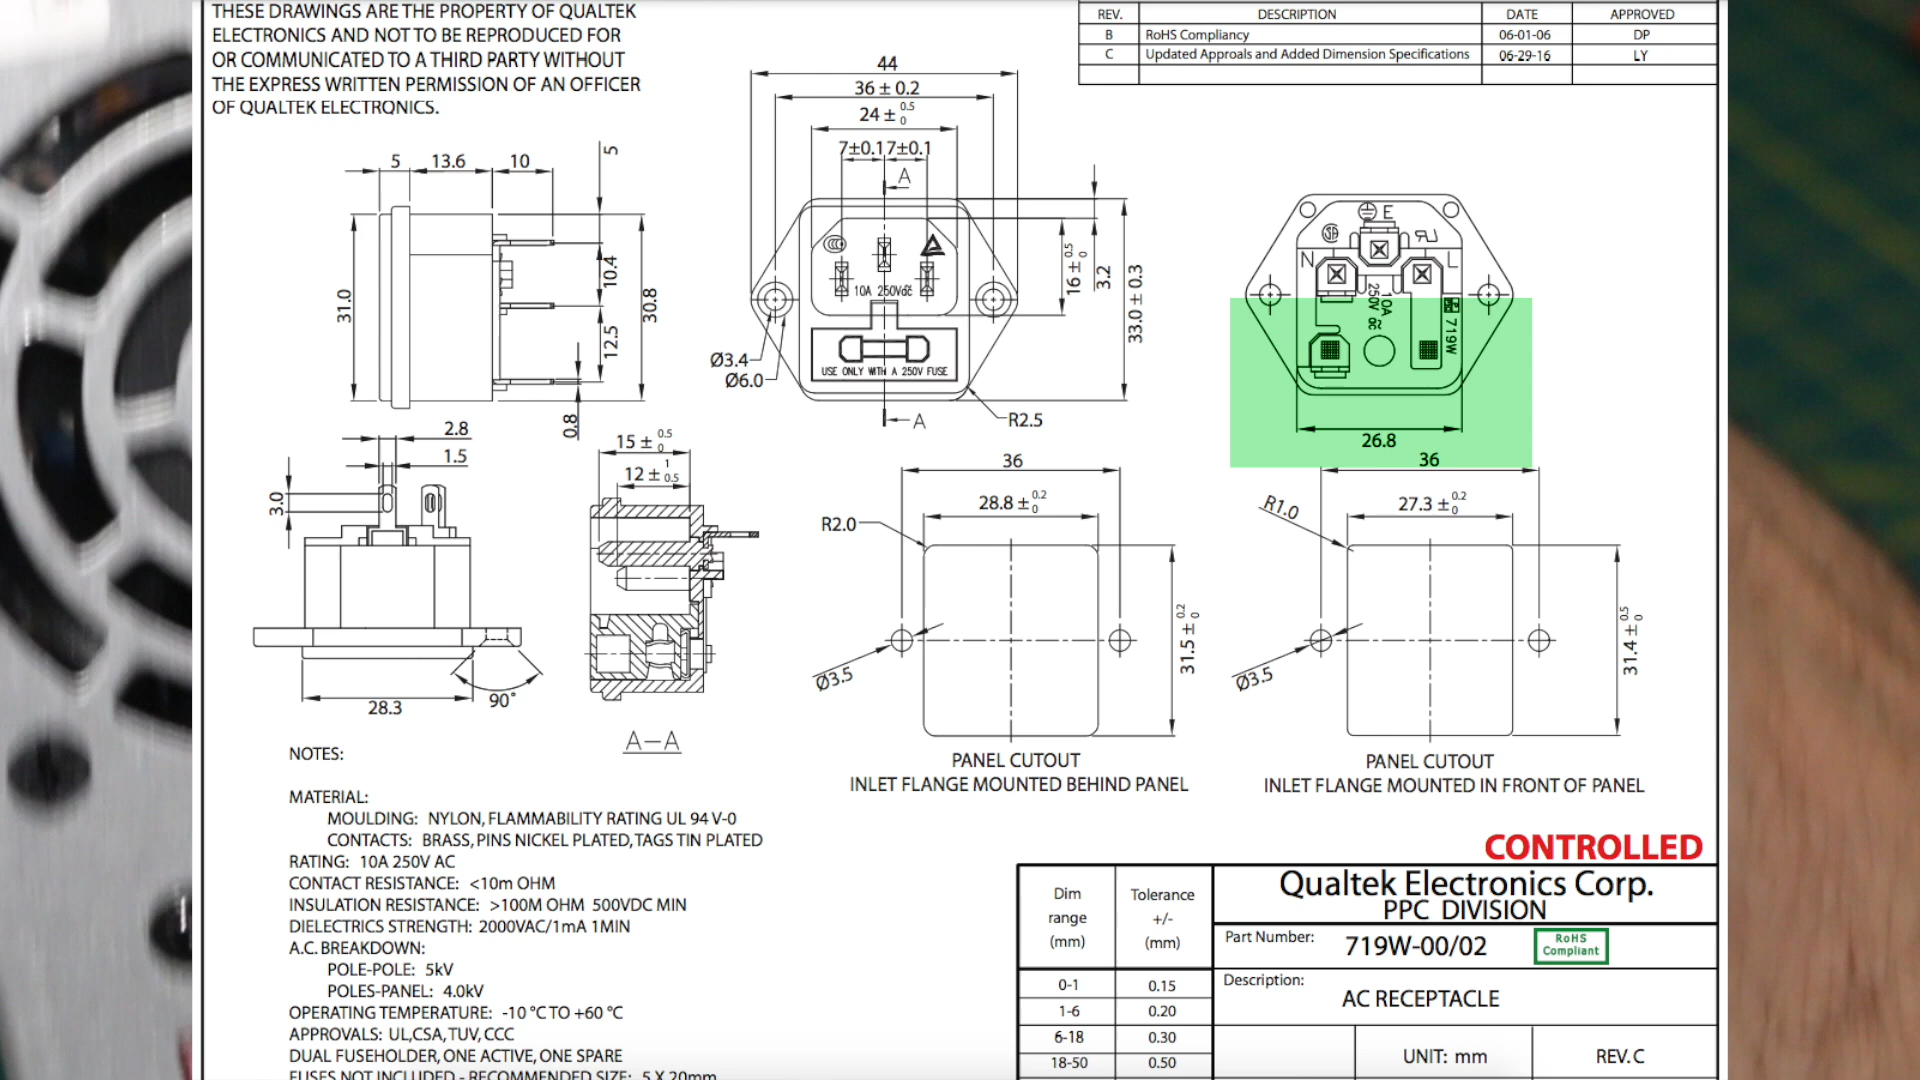 THESE DRAWINGS ARE THE PROPERTY OF QUALTEK
ELECTRONICS AND NOT TO BE REPRODUCED FOR
OR COMMUNICATED TO A THIRD PARTY WITHOUT
THE EXPRESS WRITTEN PERMISSION OF AN OFFICER
OF QUALTEK ELECTRONICS.
REV. DESCRIPTION DATE APPROVED
B RoHS Compliancy 06-01-06 DP
C Updated Approals and Added Dimension Specifications 06-29-16 LY
5 13.6 10 5
31.0
10.4
12.5
30.8
0.8
44
36 ± 0.2
24 ± 0.5 0
7±0.1 7±0.1
A
10A 250V
USE ONLY WITH A 250V FUSE
Ø3.4
Ø6.0
A
R2.5
16 ± 0.5 0
3.2
33.0 ± 0.3
E
N L
10A
250V
719W
26.8
2.8
1.5
3.0
28.3
90°
15 ± 0.5 0
12 ± 1 0.5
A—A
36
28.8 ± 0.2 0
R2.0
Ø3.5
31.5 ± 0.2 0
PANEL CUTOUT
INLET FLANGE MOUNTED BEHIND PANEL
36
27.3 ± 0.2 0
R1.0
Ø3.5
31.4 ± 0.5 0
PANEL CUTOUT
INLET FLANGE MOUNTED IN FRONT OF PANEL
NOTES:
MATERIAL:
MOULDING: NYLON, FLAMMABILITY RATING UL 94 V-0
CONTACTS: BRASS, PINS NICKEL PLATED, TAGS TIN PLATED
RATING: 10A 250V AC
CONTACT RESISTANCE: <10m OHM
INSULATION RESISTANCE: >100M OHM 500VDC MIN
DIELECTRICS STRENGTH: 2000VAC/1mA 1MIN
A.C. BREAKDOWN:
POLE-POLE: 5kV
POLES-PANEL: 4.0kV
OPERATING TEMPERATURE: -10 °C TO +60 °C
APPROVALS: UL,CSA,TUV,CCC
DUAL FUSEHOLDER, ONE ACTIVE, ONE SPARE
FUSES NOT INCLUDED - RECOMMENDED SIZE: 5 X 20mm
CONTROLLED
Dim range (mm) Tolerance +/- (mm)
0-1 0.15
1-6 0.20
6-18 0.30
18-50 0.50
Qualtek Electronics Corp.
PPC DIVISION
Part Number: 719W-00/02
RoHS
Compliant
Description:
AC RECEPTACLE
UNIT: mm REV. C